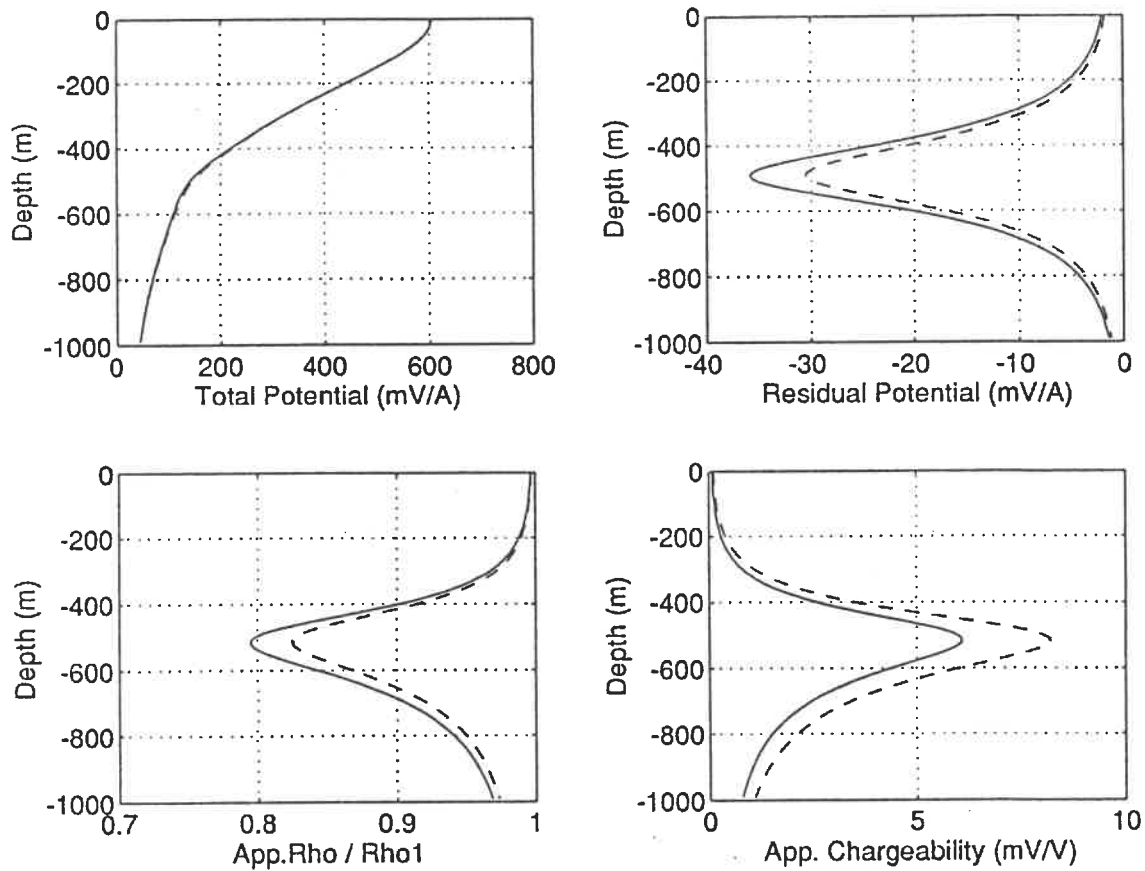 0
-200
-400
-600
-800
-1000
Depth (m)
0 200 400 600 800
Total Potential (mV/A)
0
-200
-400
-600
-800
-1000
Depth (m)
-40 -30 -20 -10 0
Residual Potential (mV/A)
0
-200
-400
-600
-800
-1000
Depth (m)
0.7 0.8 0.9 1
App.Rho / Rho1
0
-200
-400
-600
-800
-1000
Depth (m)
0 5 10
App. Chargeability (mV/V)